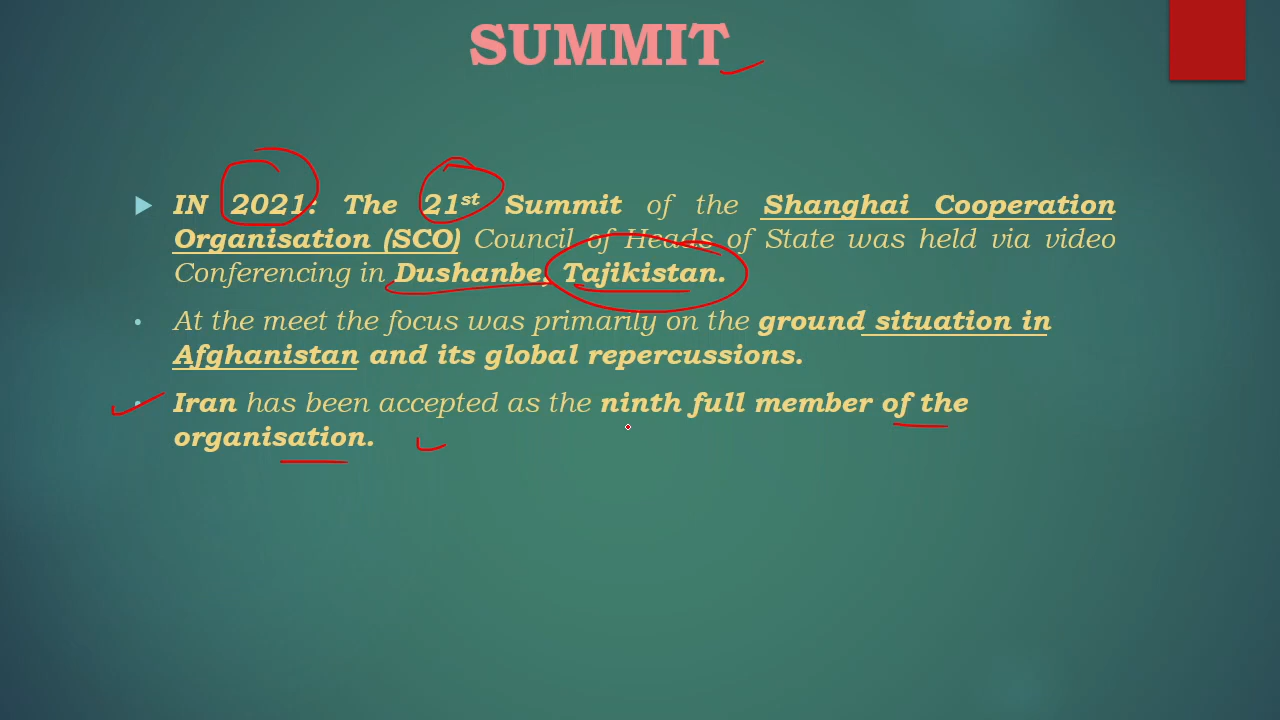 SUMMIT
IN 2021: The 21st Summit of the Shanghai Cooperation
Organisation (SCO) Council of Heads of State was held via video
Conferencing in Dushanbe, Tajikistan.
At the meet the focus was primarily on the ground situation in
Afghanistan and its global repercussions.
Iran has been accepted as the ninth full member of the
organisation.